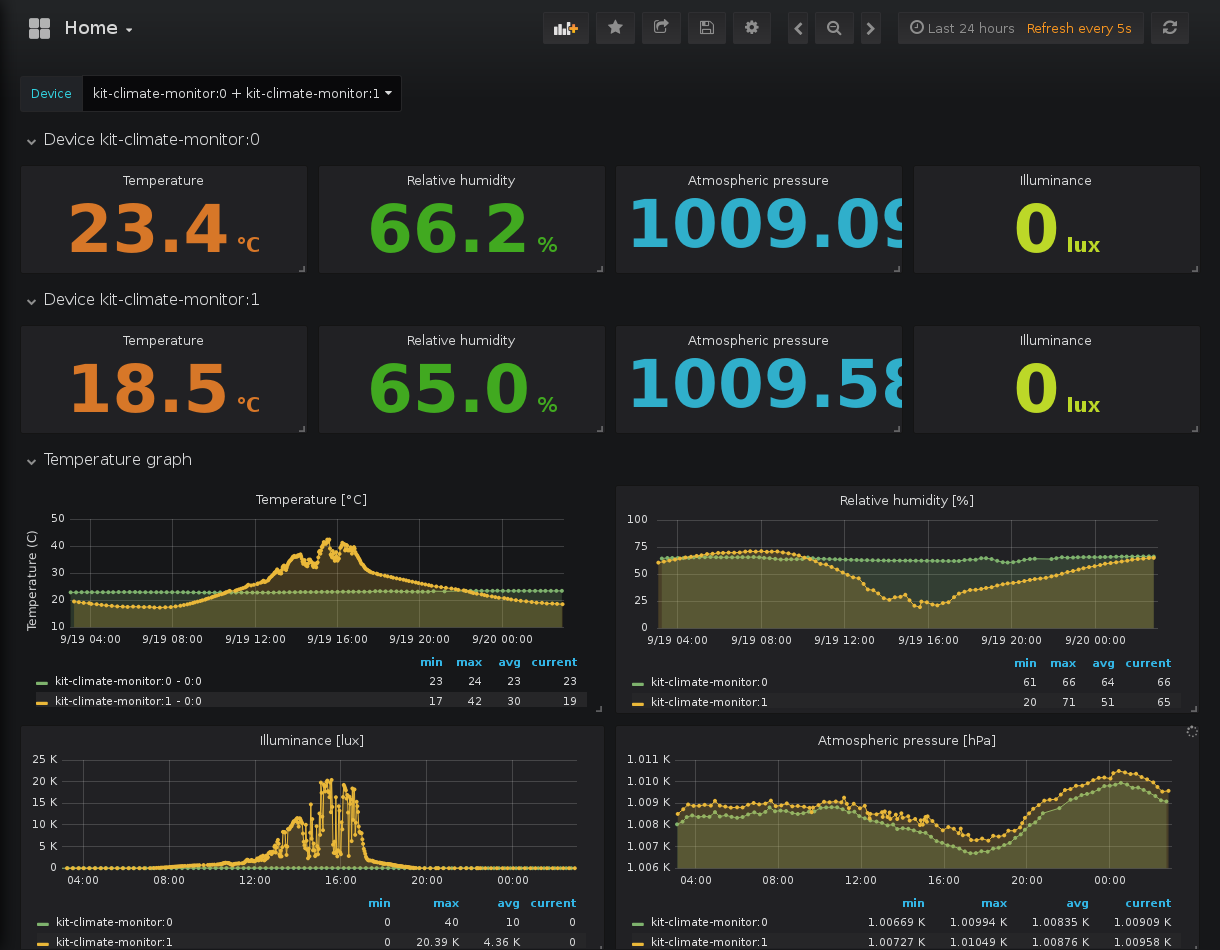 Home
Last 24 hours Refresh every 5s
Device kit-climate-monitor:0 + kit-climate-monitor:1
Device kit-climate-monitor:0
Temperature Relative humidity Atmospheric pressure Illuminance
23.4 °C 66.2 % 1009.09 0 lux
Device kit-climate-monitor:1
Temperature Relative humidity Atmospheric pressure Illuminance
18.5 °C 65.0 % 1009.58 0 lux
Temperature graph
Temperature [°C]
Temperature (C)
50
40
30
20
10
9/19 04:00 9/19 08:00 9/19 12:00 9/19 16:00 9/19 20:00 9/20 00:00
min max avg current
kit-climate-monitor:0 - 0:0 23 24 23 23
kit-climate-monitor:1 - 0:0 17 42 30 19
Relative humidity [%]
100
75
50
25
0
9/19 04:00 9/19 08:00 9/19 12:00 9/19 16:00 9/19 20:00 9/20 00:00
min max avg current
kit-climate-monitor:0 61 66 64 66
kit-climate-monitor:1 20 71 51 65
Illuminance [lux]
25 K
20 K
15 K
10 K
5 K
0
04:00 08:00 12:00 16:00 20:00 00:00
min max avg current
kit-climate-monitor:0 0 40 10 0
kit-climate-monitor:1 0 20.39 K 4.36 K 0
Atmospheric pressure [hPa]
1.011 K
1.010 K
1.009 K
1.008 K
1.007 K
1.006 K
04:00 08:00 12:00 16:00 20:00 00:00
min max avg current
kit-climate-monitor:0 1.00669 K 1.00994 K 1.00835 K 1.00909 K
kit-climate-monitor:1 1.00727 K 1.01049 K 1.00876 K 1.00958 K